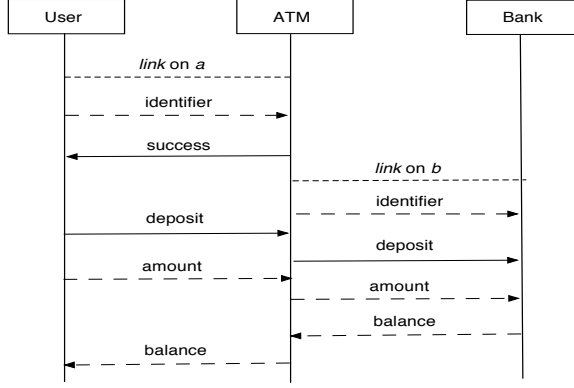 User
ATM
Bank
link on a
identifier
success
link on b
identifier
deposit
deposit
amount
amount
balance
balance